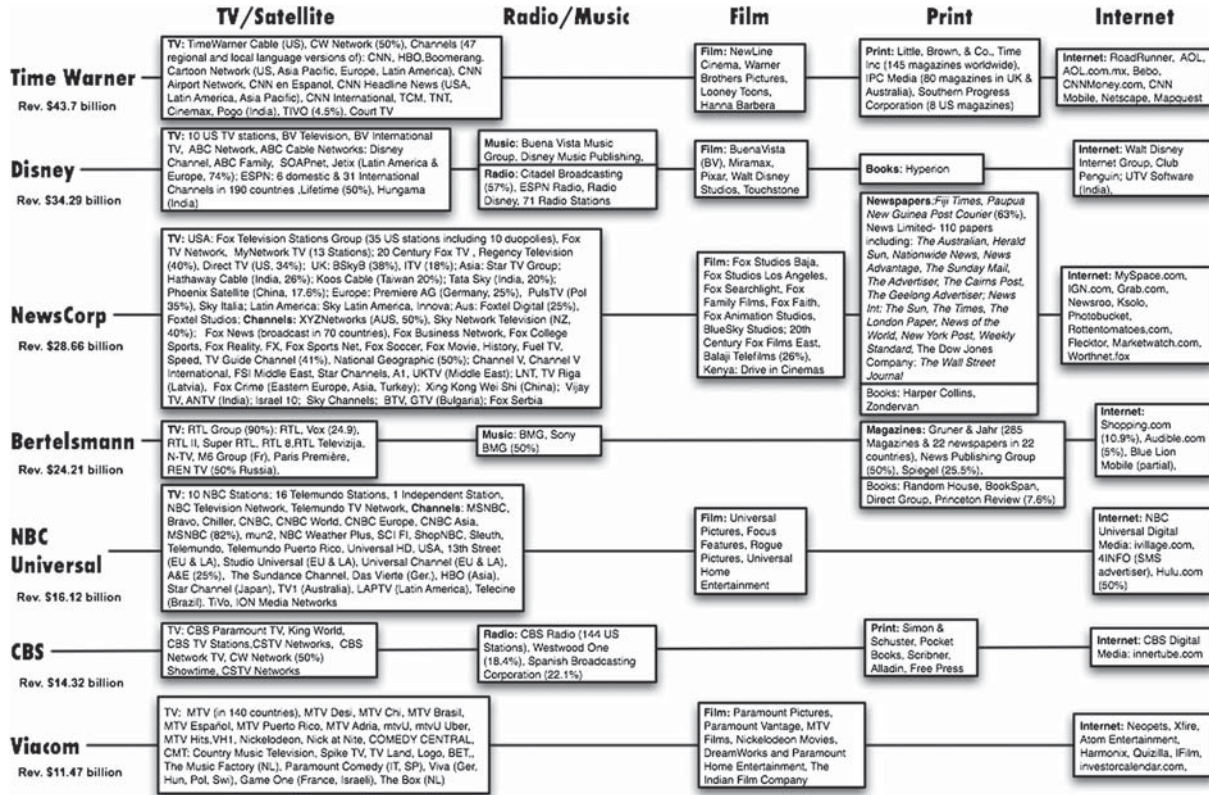 TV/Satellite
Radio/Music
Film
Print
Internet
Time Warner
Rev. $43.7 billion
TV: TimeWarner Cable (US), CW Network (50%), Channels (47
regional and local language versions of): CNN, HBO,Boomerang.
Cartoon Network (US, Asia Pacific, Europe, Latin America), CNN
Airport Network, CNN en Espanol, CNN Headline News (USA,
Latin America, Asia Pacific), CNN International, TCM, TNT,
Cinemax, Pogo (India), TIVO (4.5%), Court TV
Film: NewLine
Cinema, Warner
Brothers Pictures,
Looney Toons,
Hanna Barbera
Print: Little, Brown, & Co., Time
Inc (145 magazines worldwide),
IPC Media (80 magazines in UK &
Australia), Southern Progress
Corporation (8 US magazines)
Internet: RoadRunner, AOL,
AOL.com.mx, Bebo,
CNNMoney.com, CNN
Mobile, Netscape, Mapquest
Disney
Rev. $34.29 billion
TV: 10 US TV stations, BV Television, BV International
TV, ABC Network, ABC Cable Networks: Disney
Channel, ABC Family, SOAPnet, Jetix (Latin America &
Europe, 74%); ESPN: 6 domestic & 31 International
Channels in 190 countries ,Lifetime (50%), Hungama
(India)
Music: Buena Vista Music
Group, Disney Music Publishing,
Radio: Citadel Broadcasting
(57%), ESPN Radio, Radio
Disney, 71 Radio Stations
Film: BuenaVista
(BV), Miramax,
Pixar, Walt Disney
Studios, Touchstone
Books: Hyperion
Internet: Walt Disney
Internet Group, Club
Penguin; UTV Software
(India),
NewsCorp
Rev. $28.66 billion
TV: USA: Fox Television Stations Group (35 US stations including 10 duopolies), Fox
TV Network, MyNetwork TV (13 Stations); 20 Century Fox TV , Regency Television
(40%), Direct TV (US, 34%); UK: BSkyB (38%), ITV (18%); Asia: Star TV Group;
Hathaway Cable (India, 26%); Koos Cable (Taiwan 20%); Tata Sky (India, 20%);
Phoenix Satellite (China, 17.6%); Europe: Premiere AG (Germany, 25%), PulsTV (Pol
35%), Sky Italia; Latin America: Sky Latin America, Innova; Aus: Foxtel Digital (25%),
Foxtel Studios; Channels: XYZNetworks (AUS, 50%), Sky Network Television (NZ,
40%); Fox News (broadcast in 70 countries), Fox Business Network, Fox College
Sports, Fox Reality, FX, Fox Sports Net, Fox Soccer, Fox Movie, History, Fuel TV,
Speed, TV Guide Channel (41%), National Geographic (50%); Channel V, Channel V
International, FSI Middle East, Star Channels, A1, UKTV (Middle East); LNT, TV Riga
(Latvia), Fox Crime (Eastern Europe, Asia, Turkey); Xing Kong Wei Shi (China); Vijay
TV, ANTV (India); Israel 10; Sky Channels; BTV, GTV (Bulgaria); Fox Serbia
Film: Fox Studios Baja,
Fox Studios Los Angeles,
Fox Searchlight, Fox
Family Films, Fox Faith,
Fox Animation Studios,
BlueSky Studios; 20th
Century Fox Films East,
Balaji Telefilms (26%)
Kenya: Drive in Cinemas
Newspapers:Fiji Times, Paupua
New Guinea Post Courier (63%),
News Limited- 110 papers
including: The Australian, Herald
Sun, Nationwide News, News
Advantage, The Sunday Mail,
The Advertiser, The Cairns Post,
The Geelong Advertiser; News
Int: The Sun, The Times, The
London Paper, News of the
World, New York Post, Weekly
Standard, The Dow Jones
Company: The Wall Street
Journal
Books: Harper Collins,
Zondervan
Internet: MySpace.com,
IGN.com, Grab.com,
Newsroo, Ksolo,
Photobucket,
Rottentomatoes,com,
Flecktor, Marketwatch.com,
Worthnet.fox
Bertelsmann
Rev. $24.21 billion
TV: RTL Group (90%): RTL, Vox (24.9),
RTL II, Super RTL, RTL 8,RTL Televizija,
N-TV, M6 Group (Fr), Paris Première,
REN TV (50% Russia),
Music: BMG, Sony
BMG (50%)
Magazines: Gruner & Jahr (285
Magazines & 22 newspapers in 22
countries), News Publishing Group
(50%), Spiegel (25.5%),
Books: Random House, BookSpan,
Direct Group, Princeton Review (7.6%)
Internet:
Shopping.com
(10.9%), Audible.com
(5%), Blue Lion
Mobile (partial),
NBC
Universal
Rev. $16.12 billion
TV: 10 NBC Stations; 16 Telemundo Stations, 1 Independent Station,
NBC Television Network, Telemundo TV Network, Channels: MSNBC,
Bravo, Chiller, CNBC, CNBC World, CNBC Europe, CNBC Asia,
MSNBC (82%), mun2, NBC Weather Plus, SCI FI, ShopNBC, Sleuth,
Telemundo, Telemundo Puerto Rico, Universal HD, USA, 13th Street
(EU & LA), Studio Universal (EU & LA), Universal Channel (EU & LA),
A&E (25%), The Sundance Channel, Das Vierte (Ger.), HBO (Asia),
Star Channel (Japan), TV1 (Australia), LAPTV (Latin America), Telecine
(Brazil). TiVo, ION Media Networks
Film: Universal
Pictures, Focus
Features, Rogue
Pictures, Universal
Home
Entertainment
Internet: NBC
Universal Digital
Media: ivillage.com,
4INFO (SMS
advertiser), Hulu.com
(50%)
CBS
Rev. $14.32 billion
TV: CBS Paramount TV, King World,
CBS TV Stations,CSTV Networks, CBS
Network TV, CW Network (50%)
Showtime, CSTV Networks
Radio: CBS Radio (144 US
Stations), Westwood One
(18.4%), Spanish Broadcasting
Corporation (22.1%)
Print: Simon &
Schuster, Pocket
Books, Scribner,
Alladin, Free Press
Internet: CBS Digital
Media: innertube.com
Viacom
Rev. $11.47 billion
TV: MTV (in 140 countries), MTV Desi, MTV Chi, MTV Brasil,
MTV Español, MTV Puerto Rico, MTV Adria, mtvU, mtvU Uber,
MTV Hits,VH1, Nickelodeon, Nick at Nite, COMEDY CENTRAL,
CMT: Country Music Television, Spike TV, TV Land, Logo, BET,,
The Music Factory (NL), Paramount Comedy (IT, SP), Viva (Ger,
Hun, Pol, Swi), Game One (France, Israeli), The Box (NL)
Film: Paramount Pictures,
Paramount Vantage, MTV
Films, Nickelodeon Movies,
DreamWorks and Paramount
Home Entertainment, The
Indian Film Company
Internet: Neopets, Xfire,
Atom Entertainment,
Harmonix, Quizilla, IFilm,
investorcalendar.com,